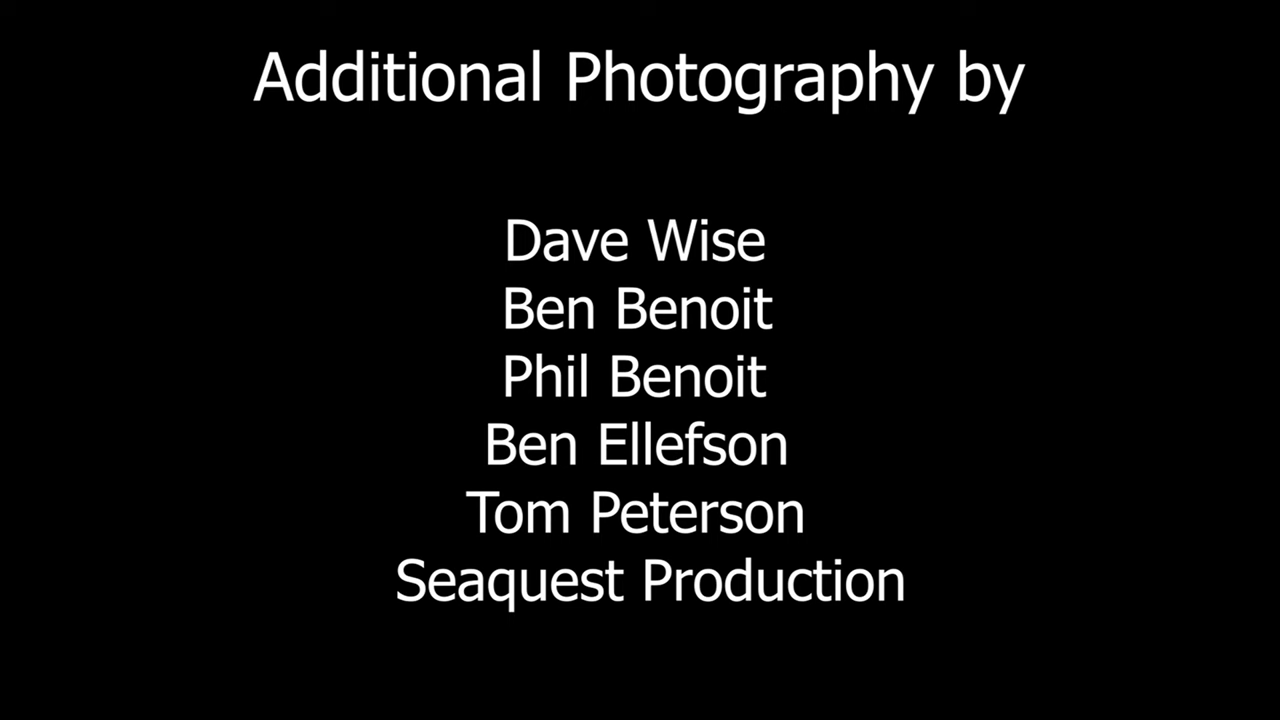 Additional Photography by
Dave Wise
Ben Benoit
Phil Benoit
Ben Ellefson
Tom Peterson
Seaquest Production